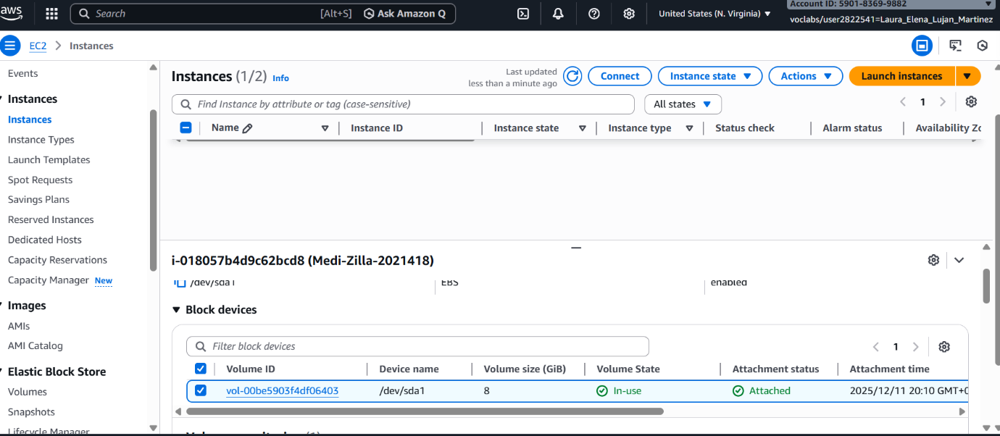 aws
Search [Alt+S] Ask Amazon Q
United States (N. Virginia)
Account ID: 5901-8369-9882
voclabs/user2822541=Laura_Elena_Lujan_Martinez
EC2 Instances
Events
Instances
Instances
Instance Types
Launch Templates
Spot Requests
Savings Plans
Reserved Instances
Dedicated Hosts
Capacity Reservations
Capacity Manager New
Images
AMIs
AMI Catalog
Elastic Block Store
Volumes
Snapshots
Lifecycle Manager
Instances (1/2) Info
Last updated
less than a minute ago
Connect
Instance state
Actions
Launch instances
Find Instance by attribute or tag (case-sensitive)
All states
1
Name Instance ID Instance state Instance type Status check Alarm status Availability Zo
i-018057b4d9c62bcd8 (Medi-Zilla-2021418)
/dev/sda1 EBS enabled
Block devices
Filter block devices
1
Volume ID Device name Volume size (GiB) Volume State Attachment status Attachment time
vol-00be5903f4df06403 /dev/sda1 8 In-use Attached 2025/12/11 20:10 GMT+0